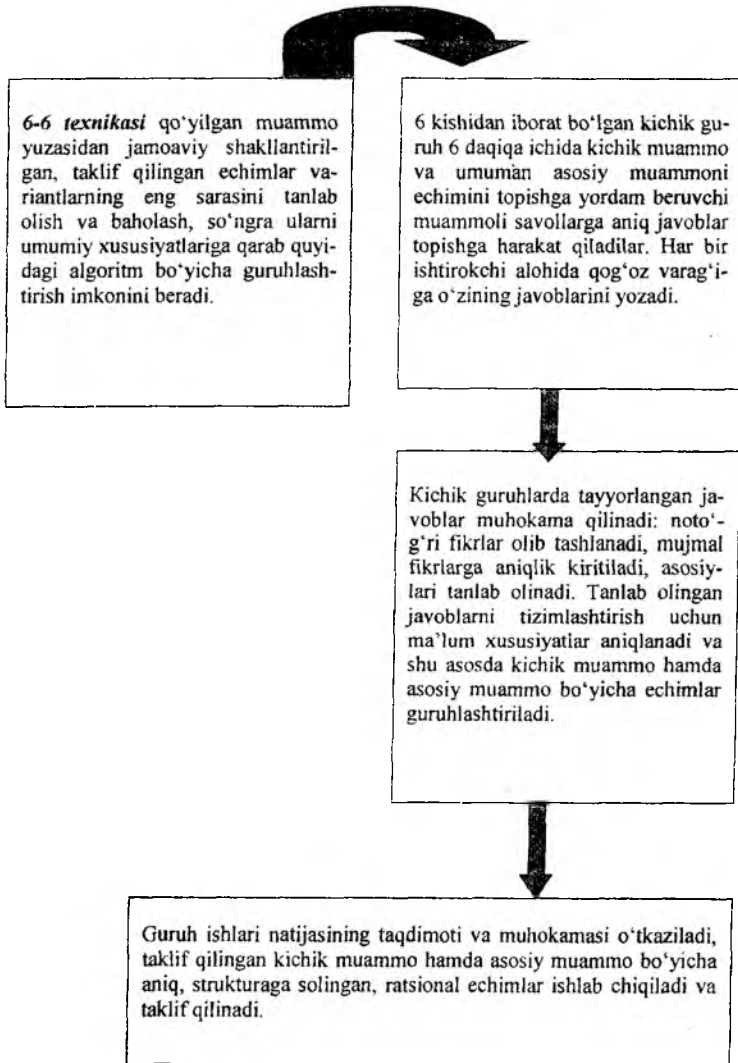 6-6 texnikasi qo‘yilgan muammo
yuzasidan jamoaviy shakllantiril-
gan, taklif qilingan echimlar va-
riantlarning eng sarasini tanlab
olish va baholash, so‘ngra ularni
umumiy xususiyatlariga qarab quyi-
dagi algoritm bo‘yicha guruhlash-
tirish imkonini beradi.
6 kishidan iborat bo‘lgan kichik gu-
ruh 6 daqiqa ichida kichik muammo
va umuman asosiy muammoni
echimini topishga yordam beruvchi
muammoli savollarga aniq javoblar
topishga harakat qiladilar. Har bir
ishtirokchi alohida qog‘oz varag‘i-
ga o‘zining javoblarini yozadi.
Kichik guruhlarda tayyorlangan ja-
voblar muhokama qilinadi: noto‘-
g‘ri fikrlar olib tashlanadi, mujmal
fikrlarga aniqlik kiritiladi, asosiy-
lari tanlab olinadi. Tanlab olingan
javoblarni tizimlashtirish uchun
ma’lum xususiyatlar aniqlanadi va
shu asosda kichik muammo hamda
asosiy muammo bo‘yicha echimlar
guruhlashtiriladi.
Guruh ishlari natijasining taqdimoti va muhokamasi o‘tkaziladi,
taklif qilingan kichik muammo hamda asosiy muammo bo‘yicha
aniq, strukturaga solingan, ratsional echimlar ishlab chiqiladi va
taklif qilinadi.